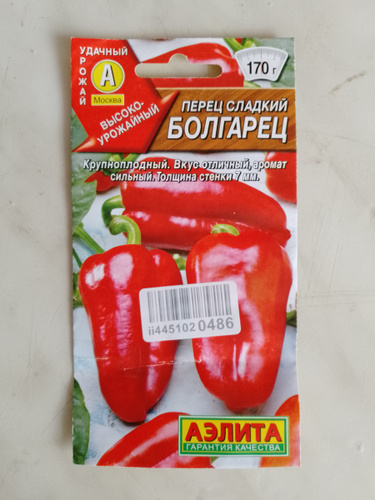 УДАЧНЫЙ
УРОЖАЙ
А
Москва
170 г
ВЫСОКО-
УРОЖАЙНЫЙ
ПЕРЕЦ СЛАДКИЙ
БОЛГАРЕЦ
Крупноплодный. Вкус отличный, аромат
сильный. Толщина стенки 7 мм.
ii445102 0486
АЭЛИТА
ГАРАНТИЯ КАЧЕСТВА